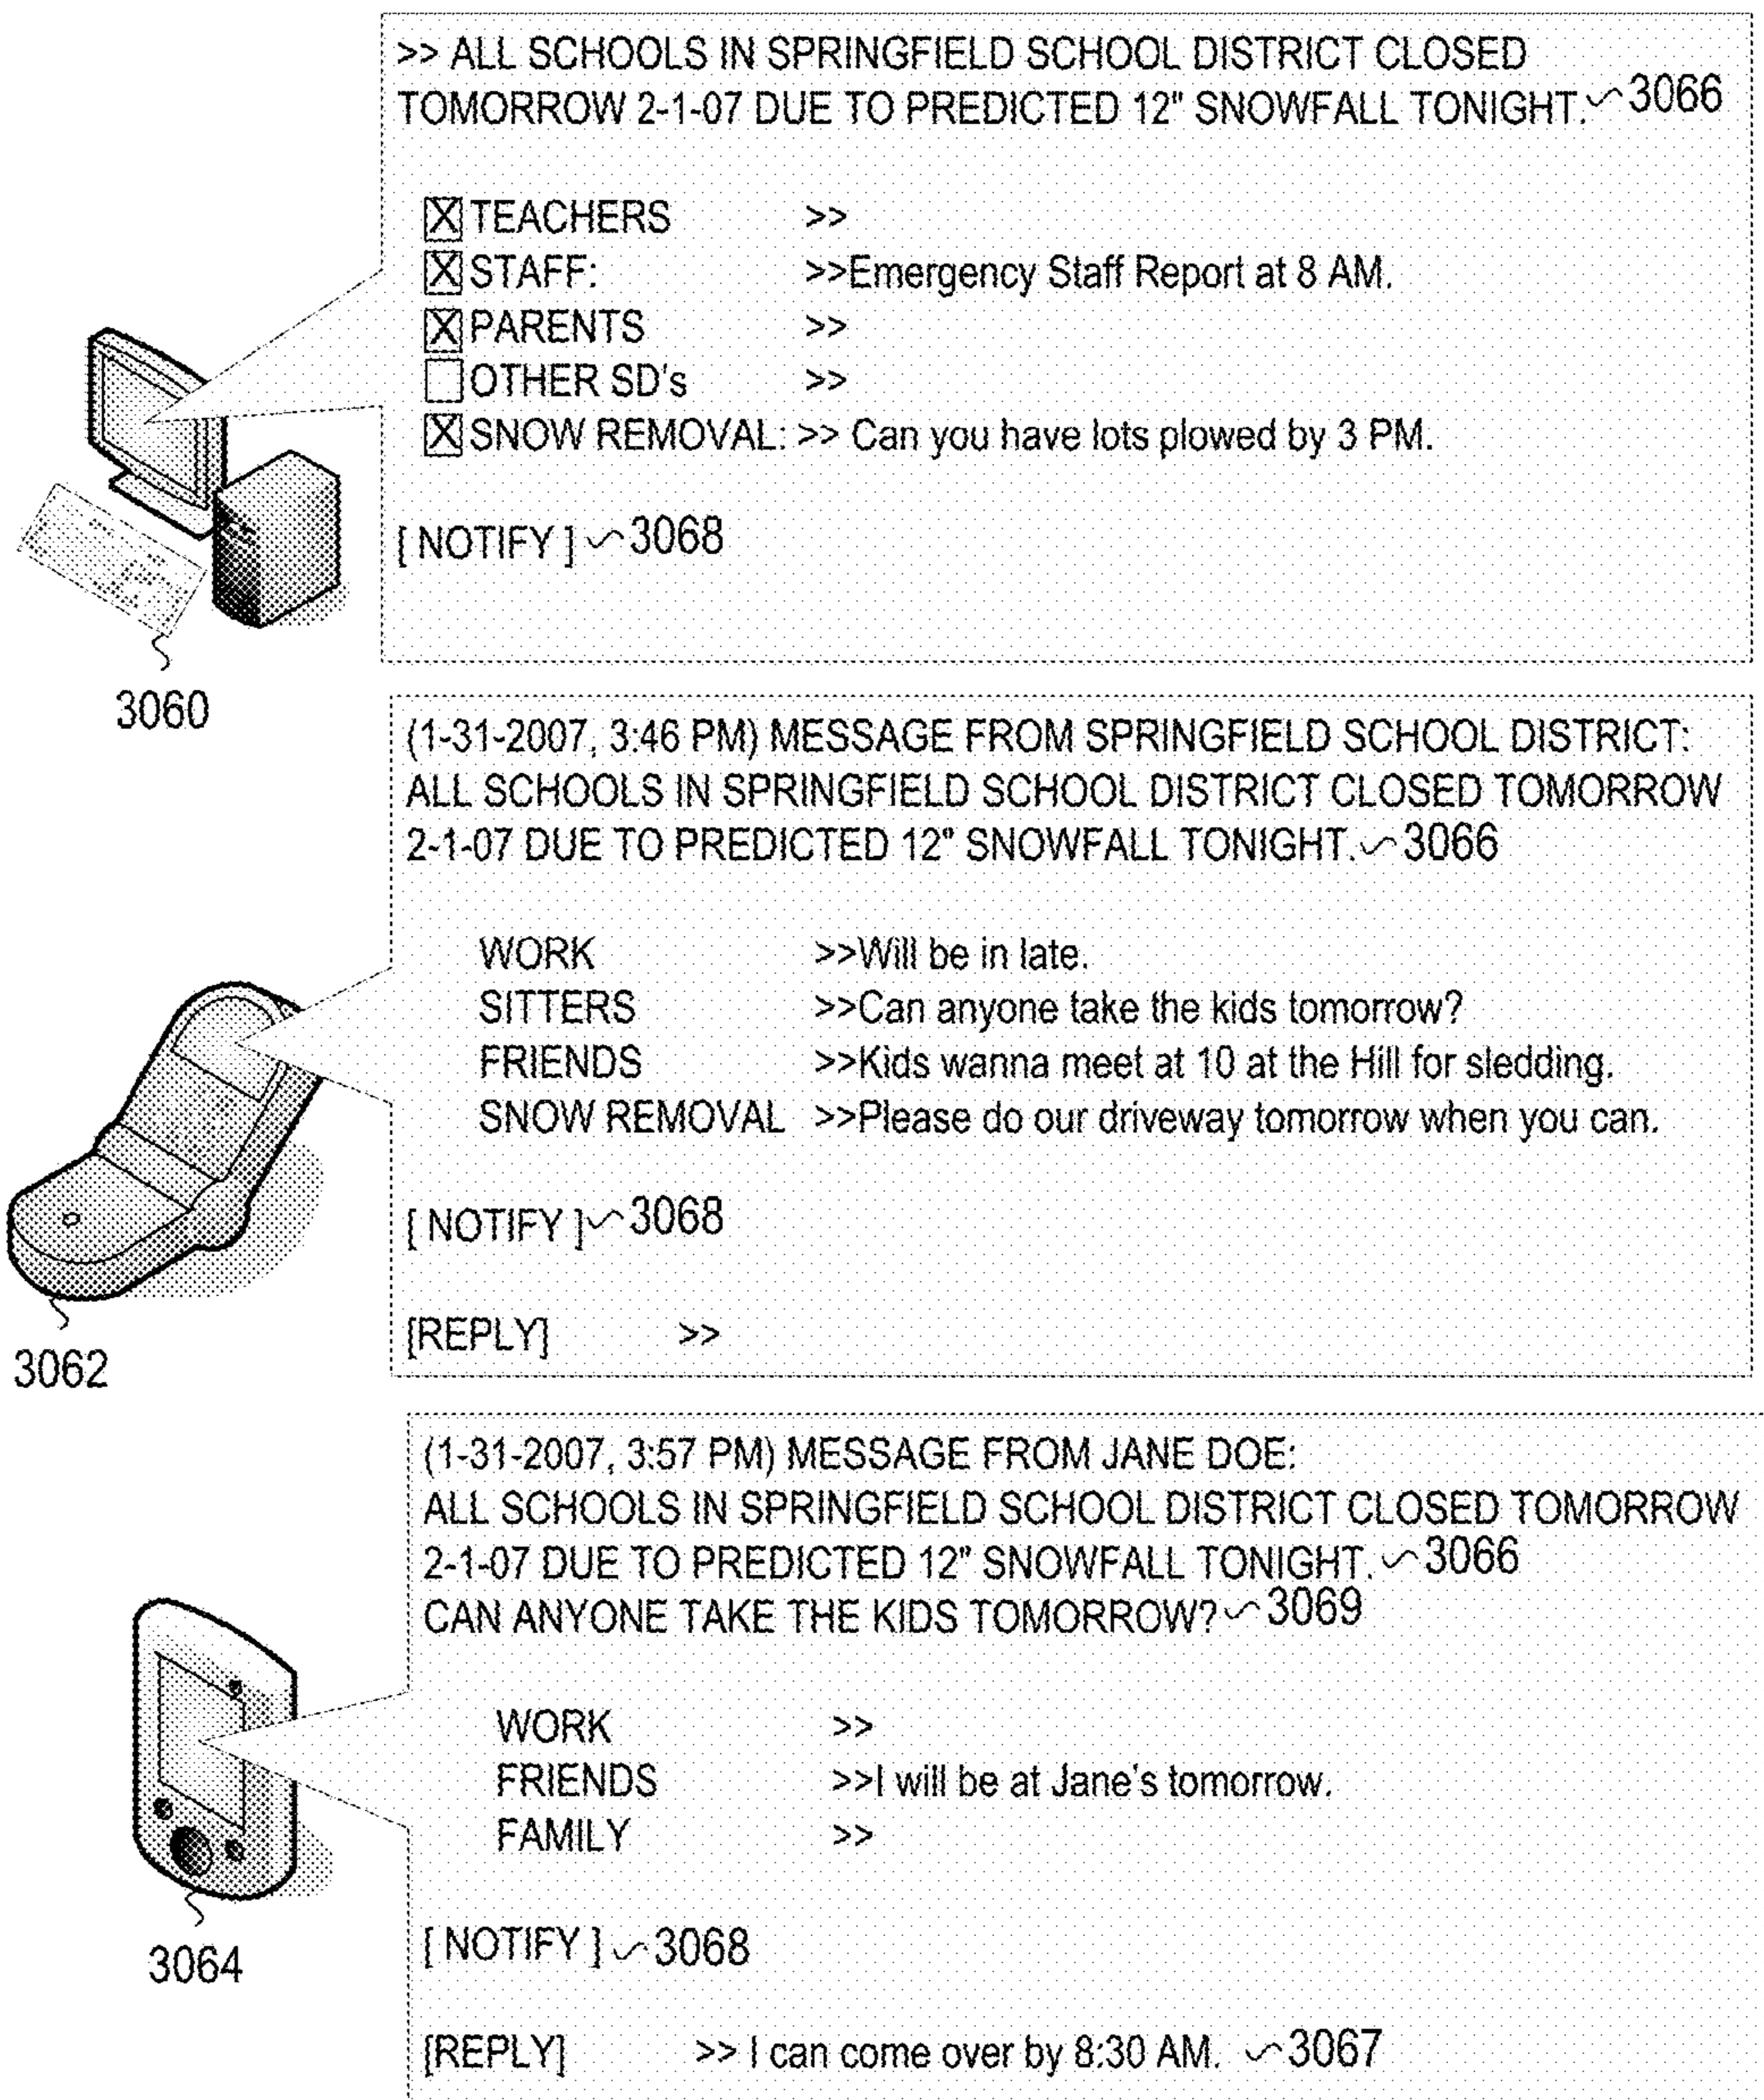 >> ALL SCHOOLS IN SPRINGFIELD SCHOOL DISTRICT CLOSED
TOMORROW 2-1-07 DUE TO PREDICTED 12" SNOWFALL TONIGHT. 3066
X TEACHERS >>
X STAFF: >>Emergency Staff Report at 8 AM.
X PARENTS >>
OTHER SD's >>
X SNOW REMOVAL: >> Can you have lots plowed by 3 PM.
[ NOTIFY ] 3068
3060
(1-31-2007, 3:46 PM) MESSAGE FROM SPRINGFIELD SCHOOL DISTRICT:
ALL SCHOOLS IN SPRINGFIELD SCHOOL DISTRICT CLOSED TOMORROW
2-1-07 DUE TO PREDICTED 12" SNOWFALL TONIGHT. 3066
WORK >>Will be in late.
SITTERS >>Can anyone take the kids tomorrow?
FRIENDS >>Kids wanna meet at 10 at the Hill for sledding.
SNOW REMOVAL >>Please do our driveway tomorrow when you can.
[ NOTIFY ] 3068
[REPLY] >>
3062
(1-31-2007, 3:57 PM) MESSAGE FROM JANE DOE:
ALL SCHOOLS IN SPRINGFIELD SCHOOL DISTRICT CLOSED TOMORROW
2-1-07 DUE TO PREDICTED 12" SNOWFALL TONIGHT. 3066
CAN ANYONE TAKE THE KIDS TOMORROW? 3069
WORK >>
FRIENDS >>I will be at Jane's tomorrow.
FAMILY >>
[ NOTIFY ] 3068
3064
[REPLY] >> I can come over by 8:30 AM. 3067